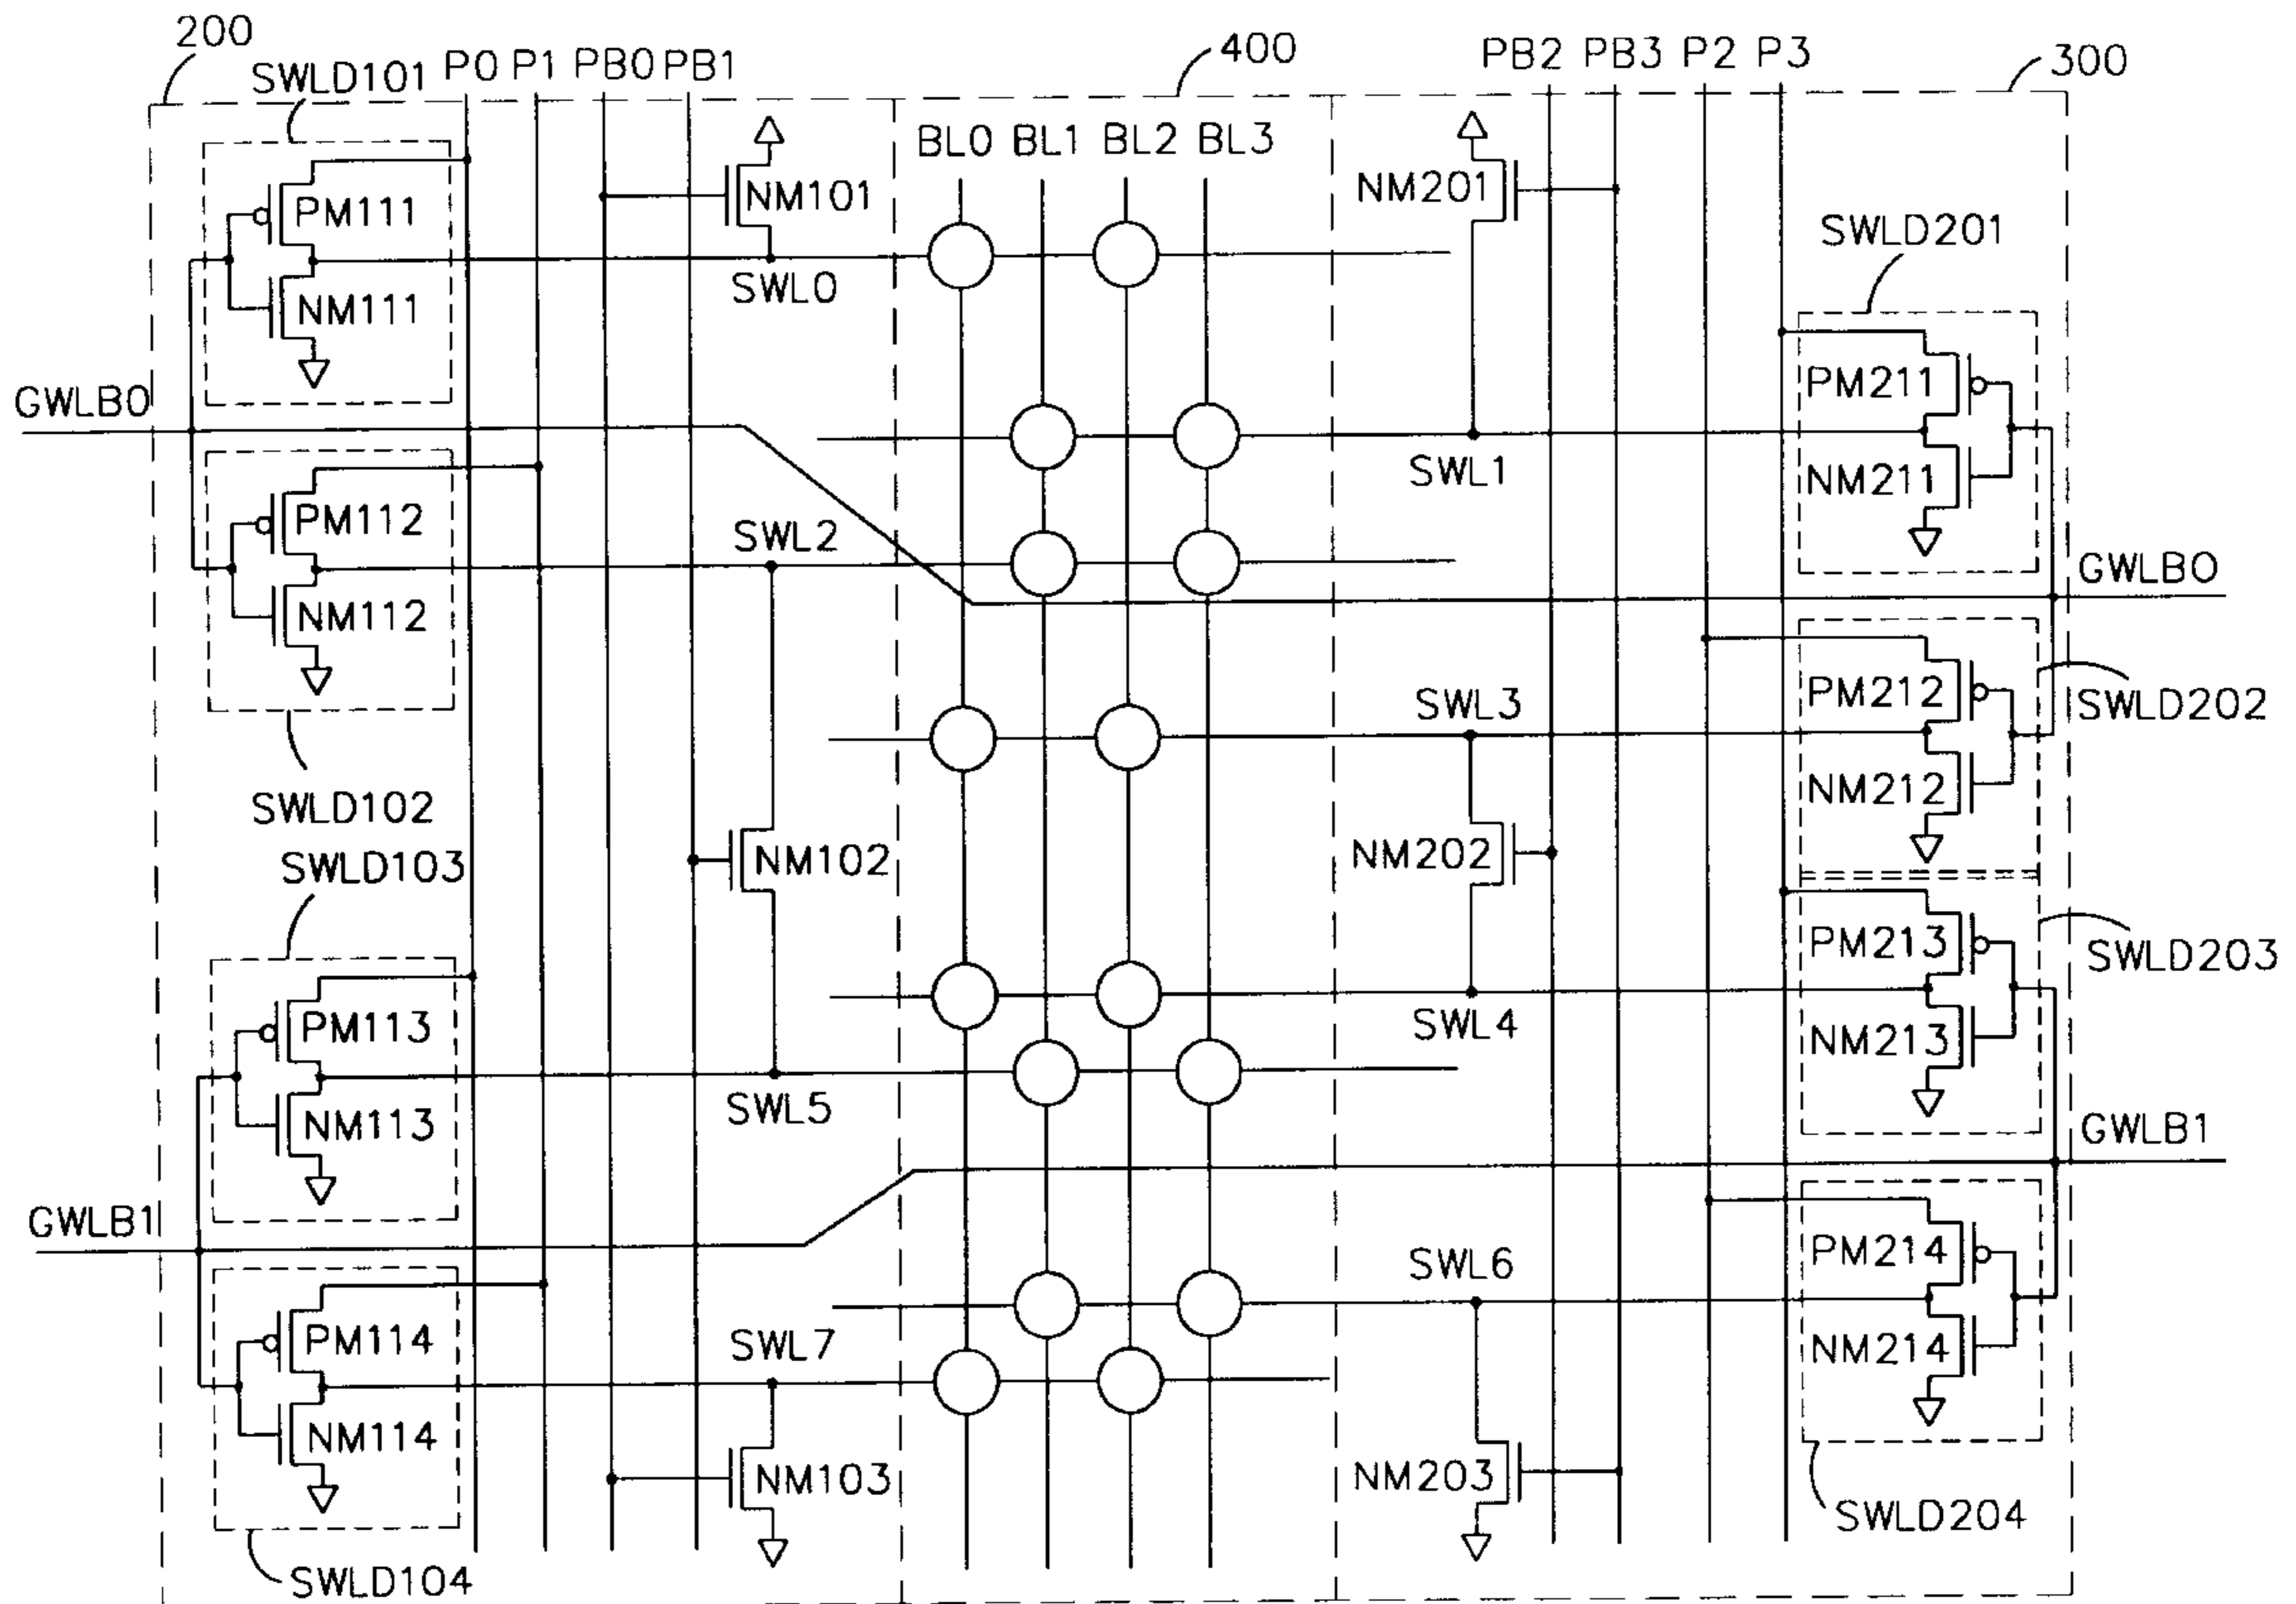 200
SWLD101
P0 P1 PB0 PB1
400
PB2 PB3 P2 P3
300
BL0 BL1 BL2 BL3
PM111
NM101
NM201
SWLD201
SWL0
NM111
PM211
GWLB0
SWL1
NM211
PM112
SWL2
GWLB0
NM112
PM212
SWL3
SWLD202
SWLD102
NM212
SWLD103
NM102
NM202
PM213
SWLD203
PM113
SWL4
NM213
SWL5
NM113
GWLB1
GWLB1
PM214
SWL6
PM114
SWL7
NM214
NM114
NM103
NM203
SWLD204
SWLD104